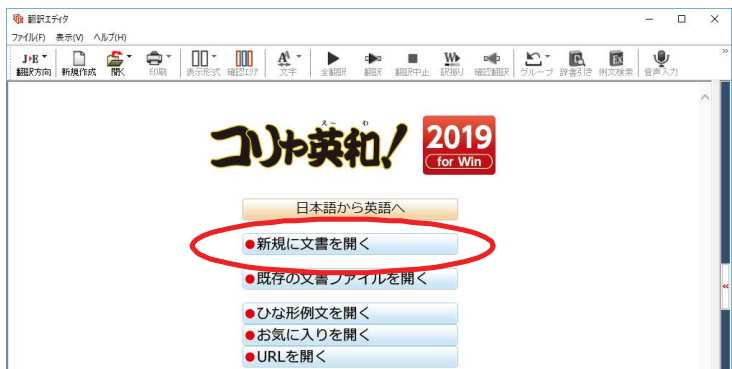 翻訳エディタ
ファイル(F) 表示(V) ヘルプ(H)
J▸E
翻訳方向 新規作成 開く 印刷 表示形式 確認エリア 文字 全翻訳 翻訳 翻訳中止 訳振り 確認翻訳 グループ 辞書引き 例文検索 音声入力
え〜 わ
コリャ英和! 2019
for Win
日本語から英語へ
●新規に文書を開く
●既存の文書ファイルを開く
●ひな形例文を開く
●お気に入りを開く
●URLを開く